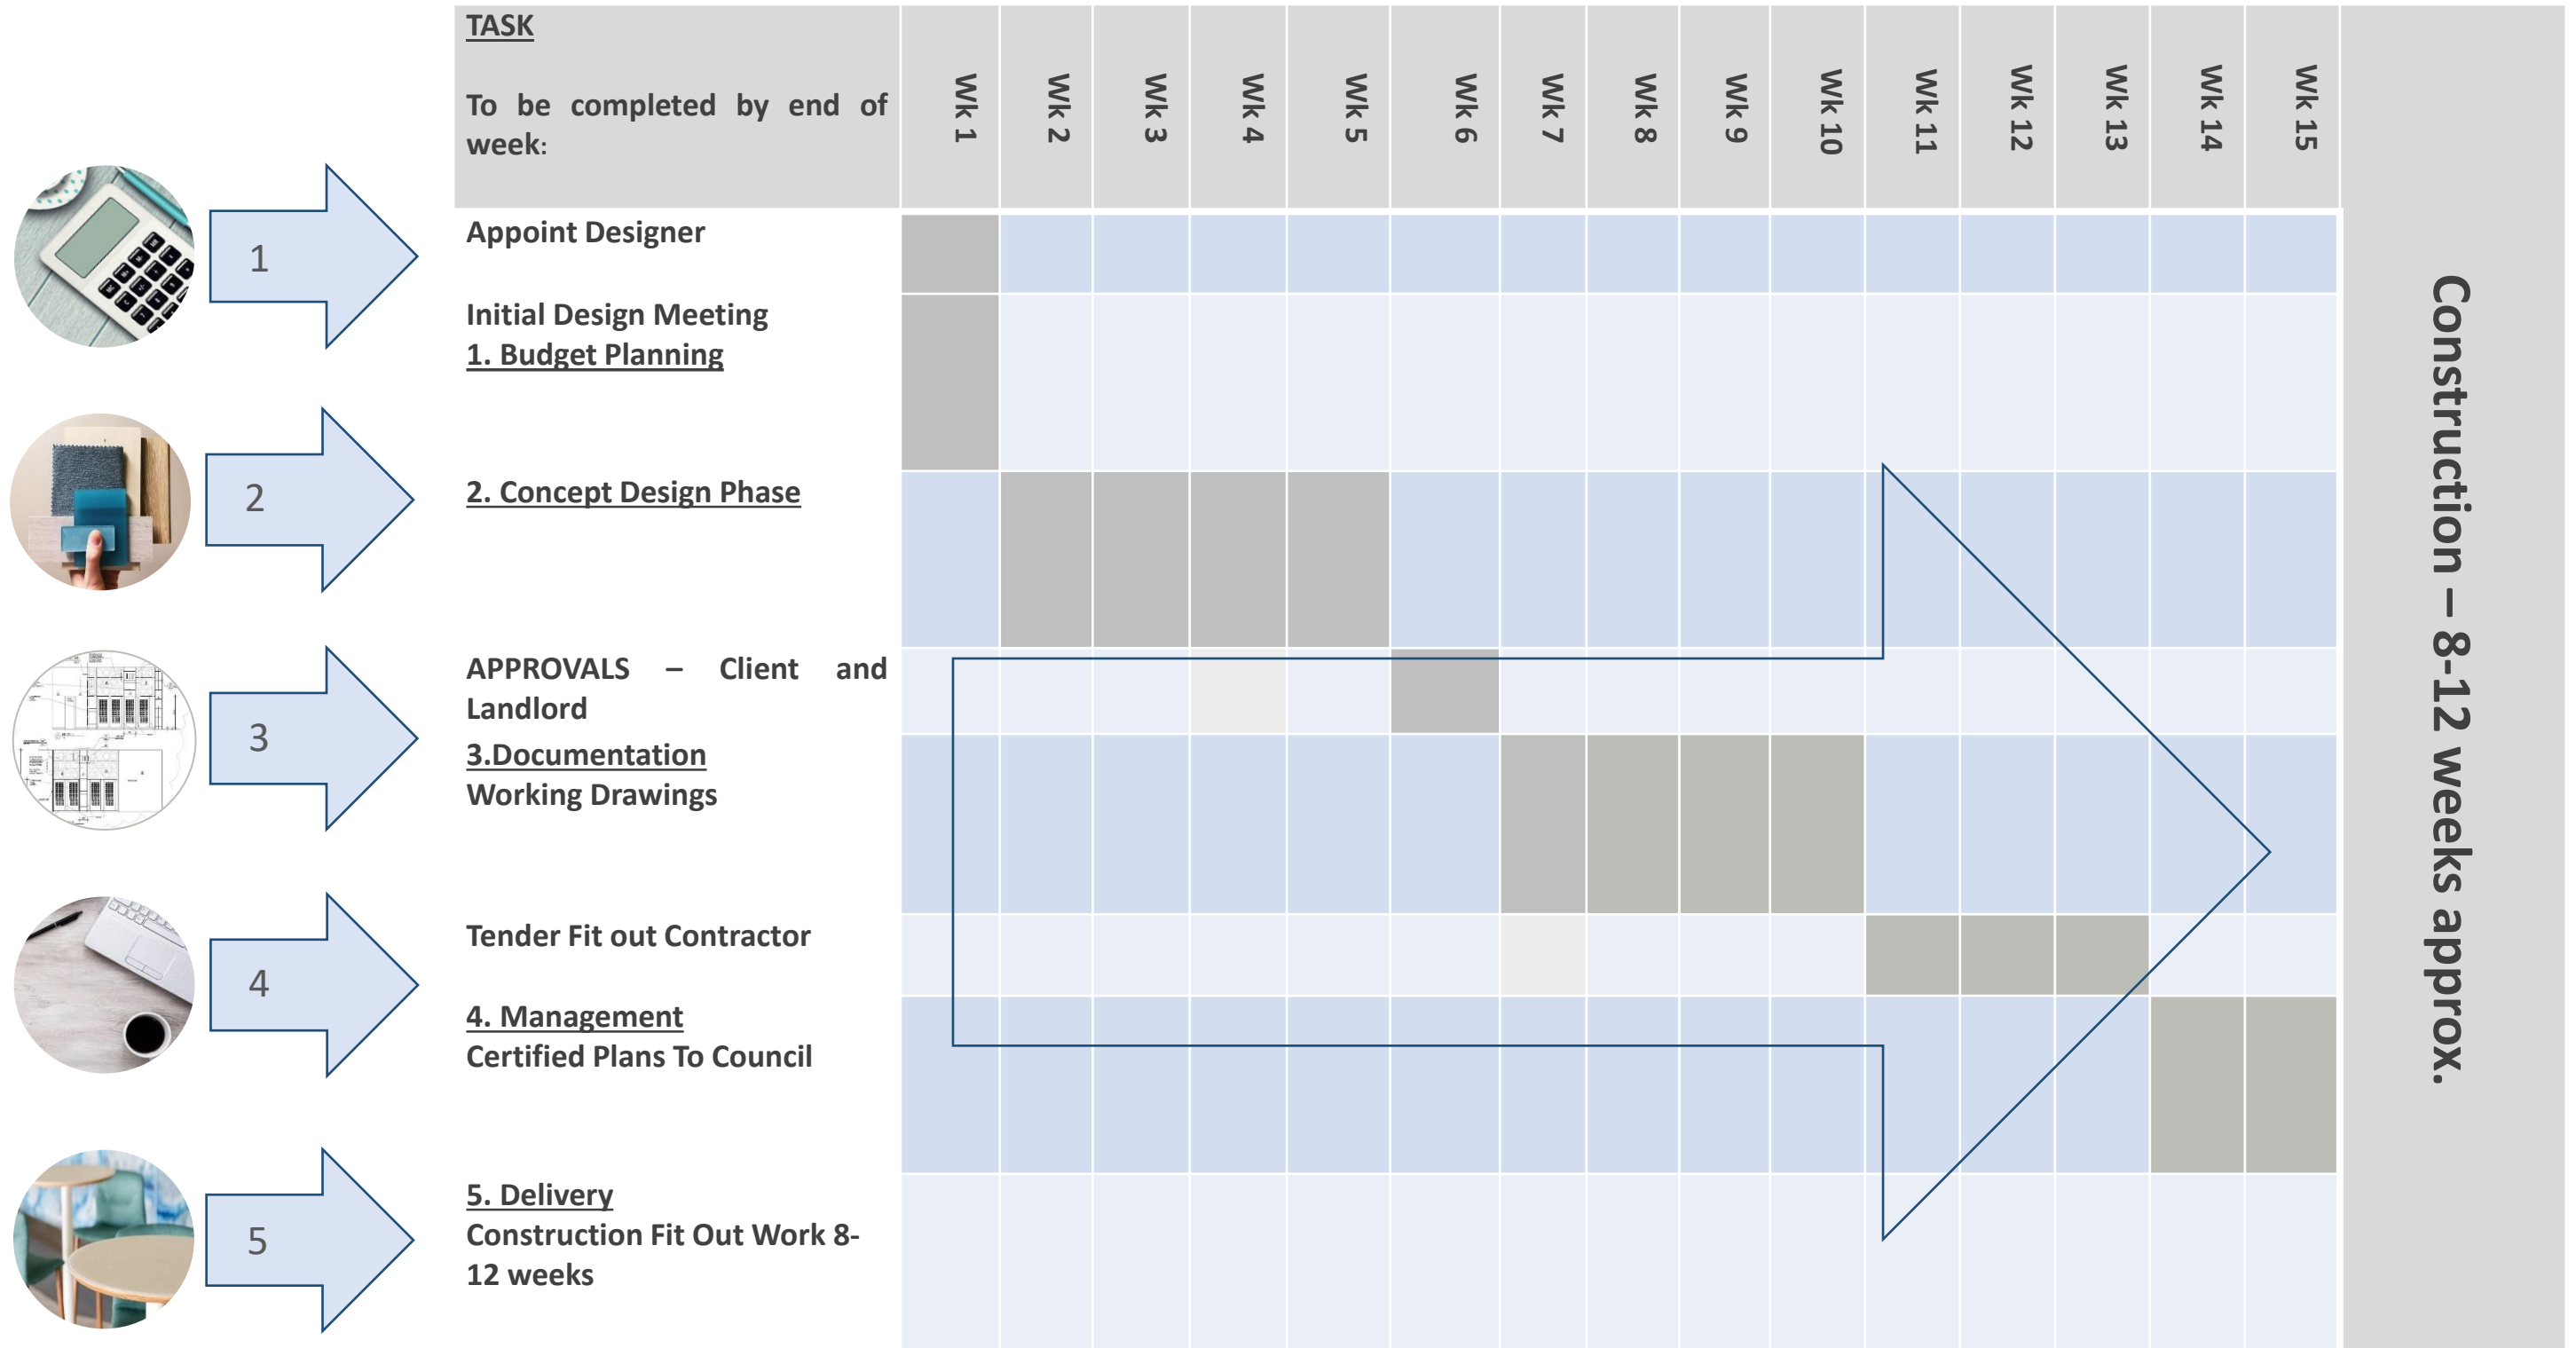 TASK
To be completed by end of
week:
Wk 1
Wk 2
Wk 3
Wk 4
Wk 5
Wk 6
Wk 7
Wk 8
Wk 9
Wk 10
Wk 11
Wk 12
Wk 13
Wk 14
Wk 15
Construction – 8-12 weeks approx.
1
Appoint Designer
Initial Design Meeting
1. Budget Planning
2
2. Concept Design Phase
3
APPROVALS – Client and
Landlord
3.Documentation
Working Drawings
4
Tender Fit out Contractor
4. Management
Certified Plans To Council
5
5. Delivery
Construction Fit Out Work 8-
12 weeks